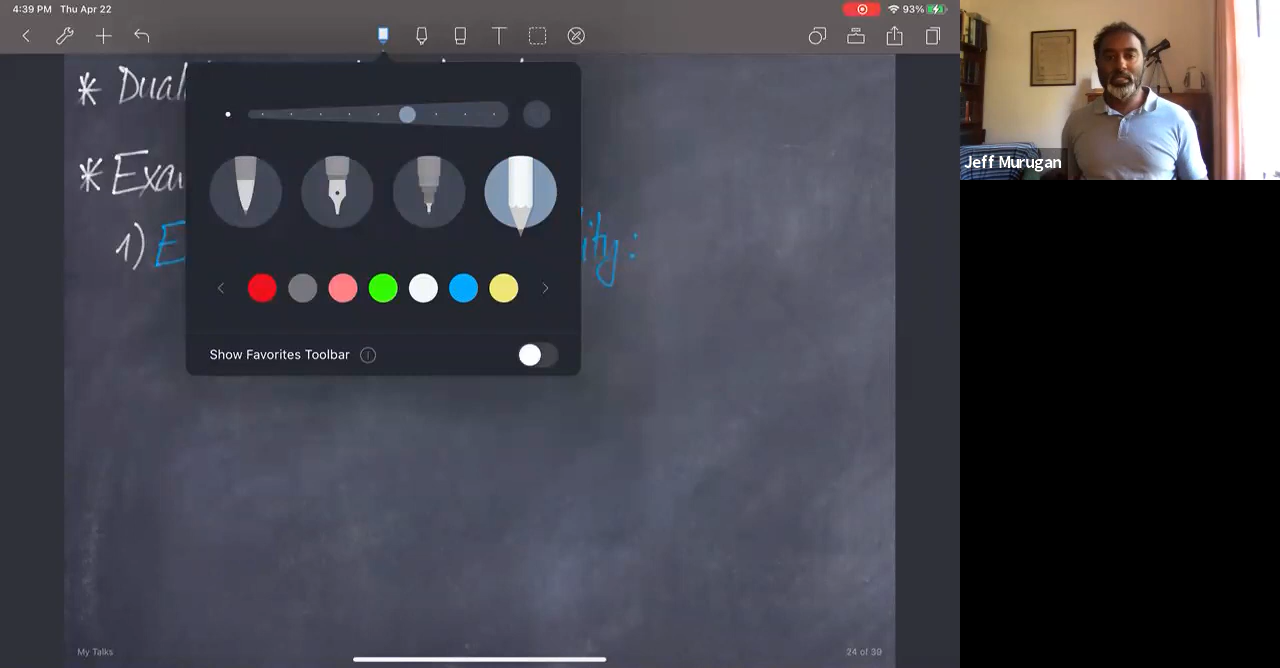 4:39 PM Thu Apr 22
93%
T
* Dual
* Exa
1) E ity:
Show Favorites Toolbar i
Jeff Murugan
My Talks
24 of 39